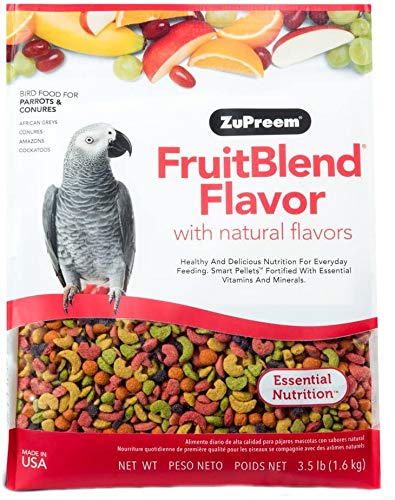 BIRD FOOD FOR
PARROTS &
CONURES
AFRICAN GREYS
CONURES
AMAZONS
COCKATOOS
ZuPreem®
FruitBlend®
Flavor
with natural flavors
Healthy And Delicious Nutrition For Everyday
Feeding. Smart Pellets™ Fortified With Essential
Vitamins And Minerals.
Essential
Nutrition™
MADE IN
USA
Alimento diario de alta calidad para pájaros mascotas con sabores natural
Nourriture quotidienne de première qualité pour les oiseaux se compagnie avec des arômes naturels
NET WT PESO NETO POIDS NET 3.5 lb (1.6 kg)